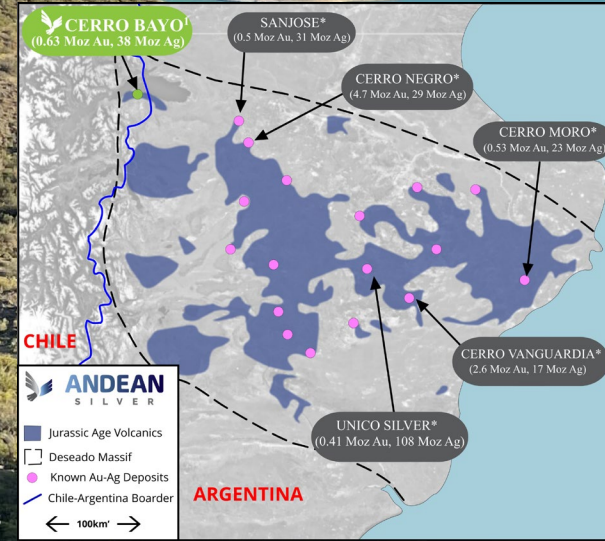 CERRO BAYO¹
(0.63 Moz Au, 38 Moz Ag)
SANJOSE*
(0.5 Moz Au, 31 Moz Ag)
CERRO NEGRO*
(4.7 Moz Au, 29 Moz Ag)
CERRO MORO*
(0.53 Moz Au, 23 Moz Ag)
CHILE
CERRO VANGUARDIA*
(2.6 Moz Au, 17 Moz Ag)
UNICO SILVER*
(0.41 Moz Au, 108 Moz Ag)
ARGENTINA
ANDEAN
SILVER
Jurassic Age Volcanics
Deseado Massif
Known Au-Ag Deposits
Chile-Argentina Boarder
100km'